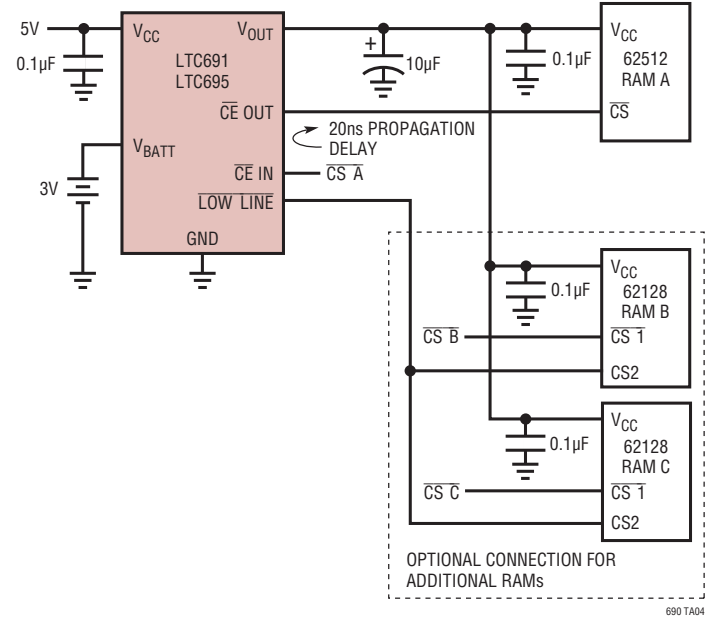 5V
0.1µF
3V
VCC
VOUT
LTC691
LTC695
CE OUT
VBATT
CE IN
LOW LINE
GND
10µF
20ns PROPAGATION
DELAY
CS A
0.1µF
VCC
62512
RAM A
CS
0.1µF
VCC
62128
RAM B
CS B
CS 1
CS2
0.1µF
VCC
62128
RAM C
CS C
CS 1
CS2
OPTIONAL CONNECTION FOR
ADDITIONAL RAMs
690 TA04